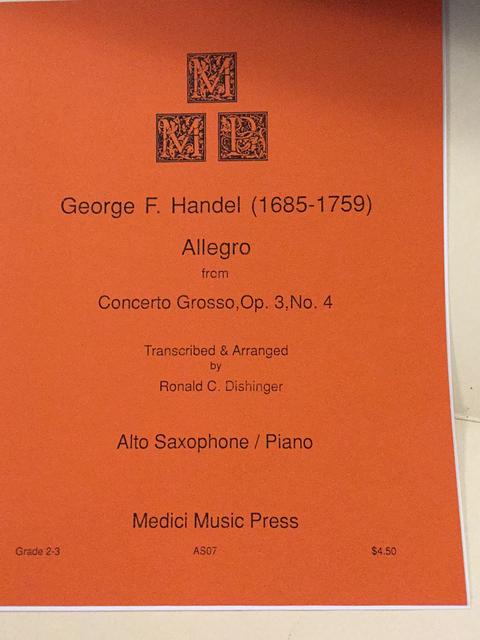 M
M P
George F. Handel (1685-1759)
Allegro
from
Concerto Grosso,Op. 3,No. 4
Transcribed & Arranged
by
Ronald C. Dishinger
Alto Saxophone / Piano
Medici Music Press
Grade 2-3 AS07 $4.50